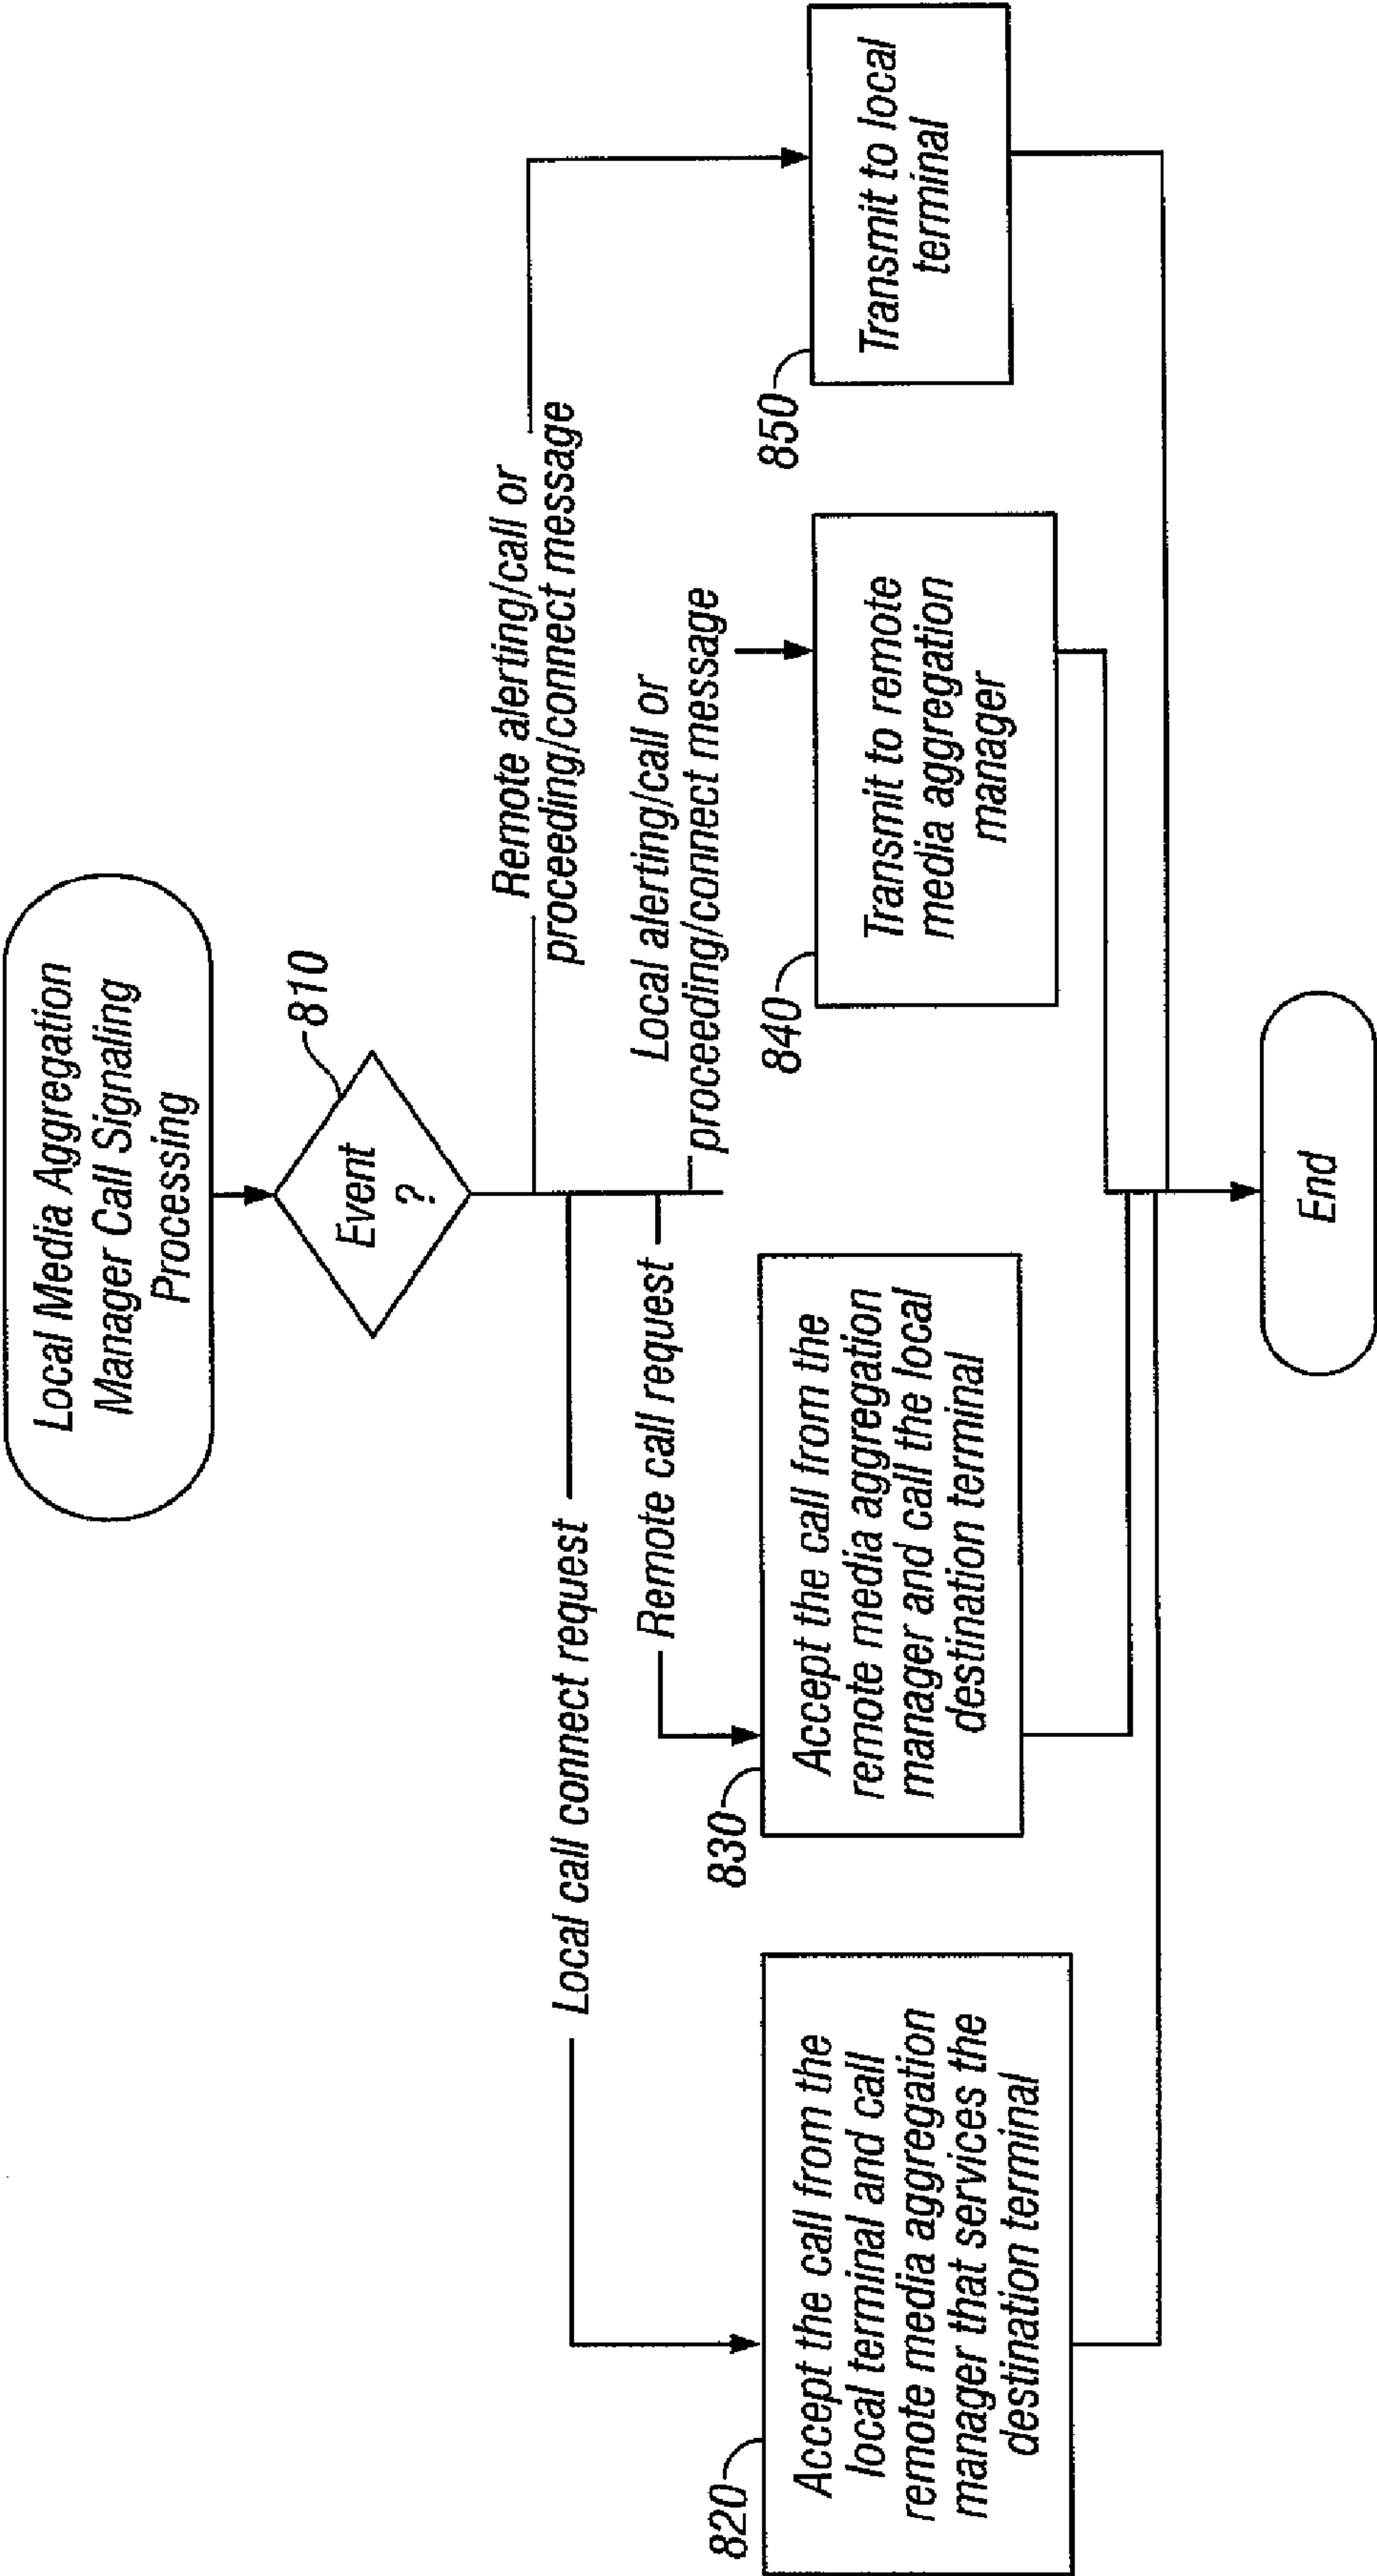 Local Media Aggregation
Manager Call Signaling
Processing
810
Event
?
Remote alerting/call or
proceeding/connect message
Local call connect request
Local alerting/call or
proceeding/connect message
Remote call request
820
Accept the call from the
local terminal and call
remote media aggregation
manager that services the
destination terminal
830
Accept the call from the
remote media aggregation
manager and call the local
destination terminal
840
Transmit to remote
media aggregation
manager
850
Transmit to local
terminal
End